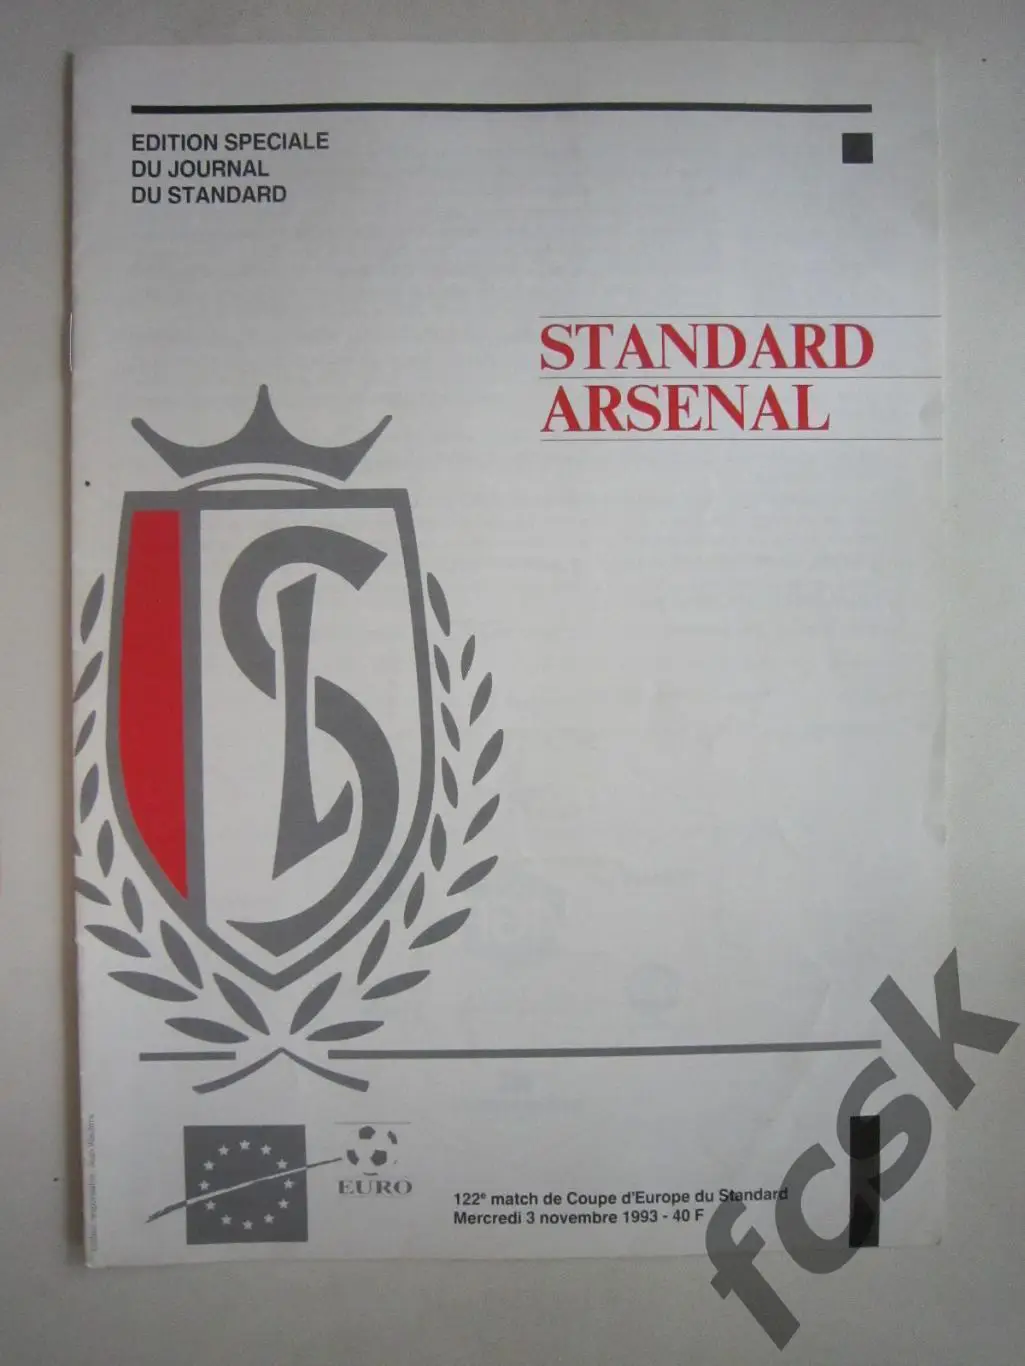 EDITION SPECIALE
DU JOURNAL
DU STANDARD
STANDARD
ARSENAL
EURO
122e match de Coupe d'Europe du Standard
Mercredi 3 novembre 1993 - 40 F
fcsk